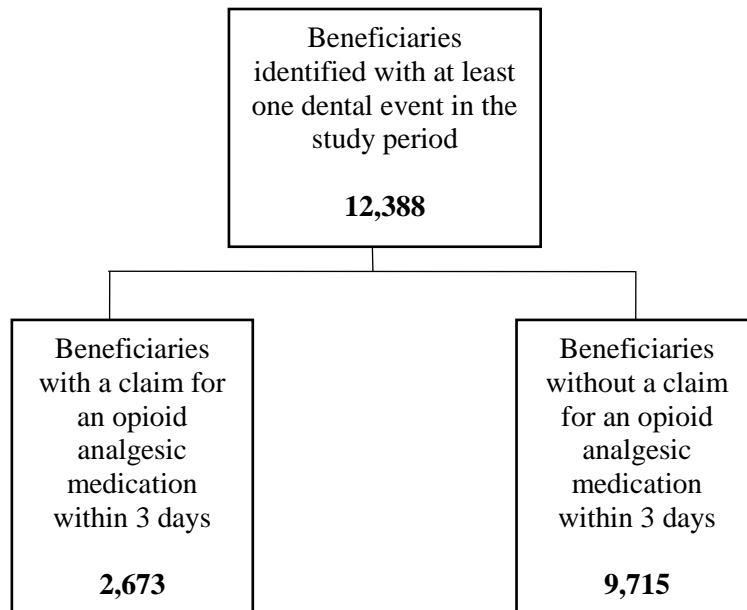 Beneficiaries
identified with at least
one dental event in the
study period
12,388
Beneficiaries
with a claim for
an opioid
analgesic
medication
within 3 days
2,673
Beneficiaries
without a claim
for an opioid
analgesic
medication
within 3 days
9,715